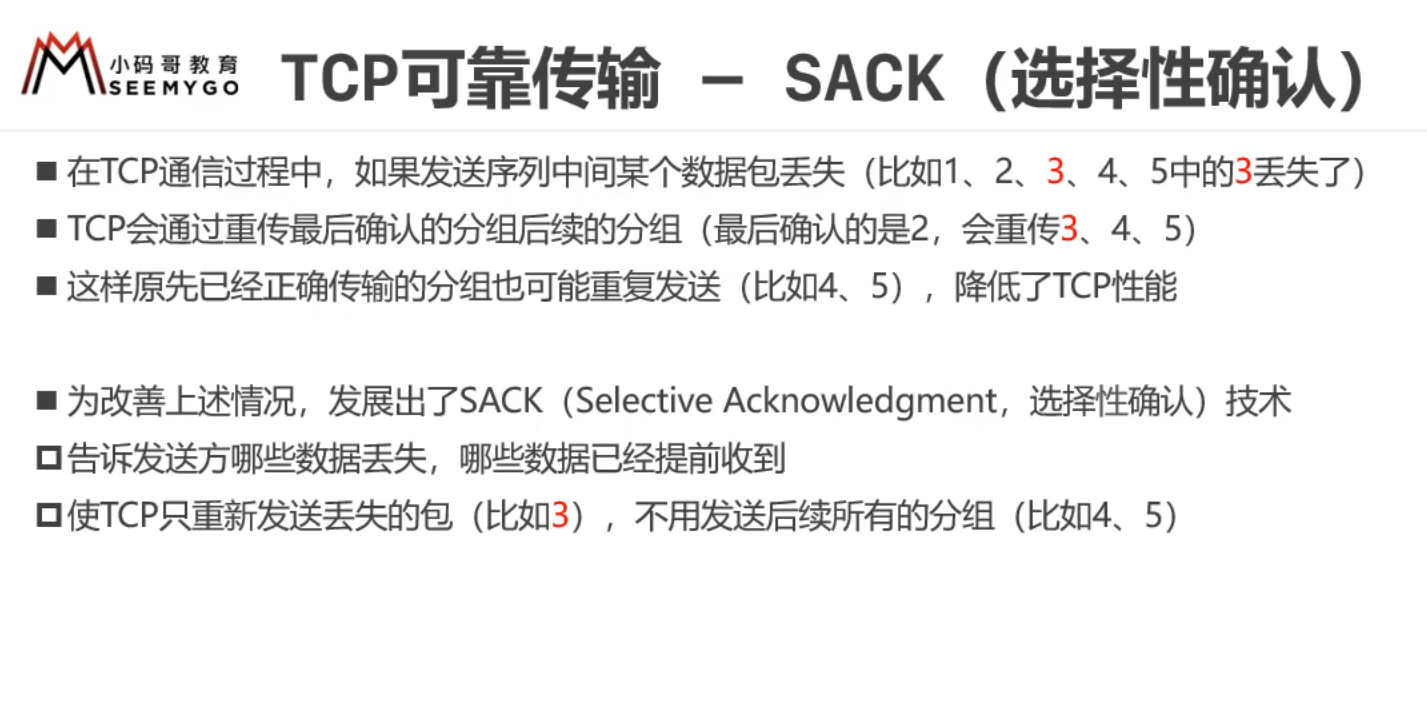 小码哥教育
SEEMYGO
TCP可靠传输 – SACK（选择性确认）
■ 在TCP通信过程中，如果发送序列中间某个数据包丢失（比如1、2、3、4、5中的3丢失了）
■ TCP会通过重传最后确认的分组后续的分组（最后确认的是2，会重传3、4、5）
■ 这样原先已经正确传输的分组也可能重复发送（比如4、5），降低了TCP性能
■ 为改善上述情况，发展出了SACK（Selective Acknowledgment，选择性确认）技术
告诉发送方哪些数据丢失，哪些数据已经提前收到
使TCP只重新发送丢失的包（比如3），不用发送后续所有的分组（比如4、5）